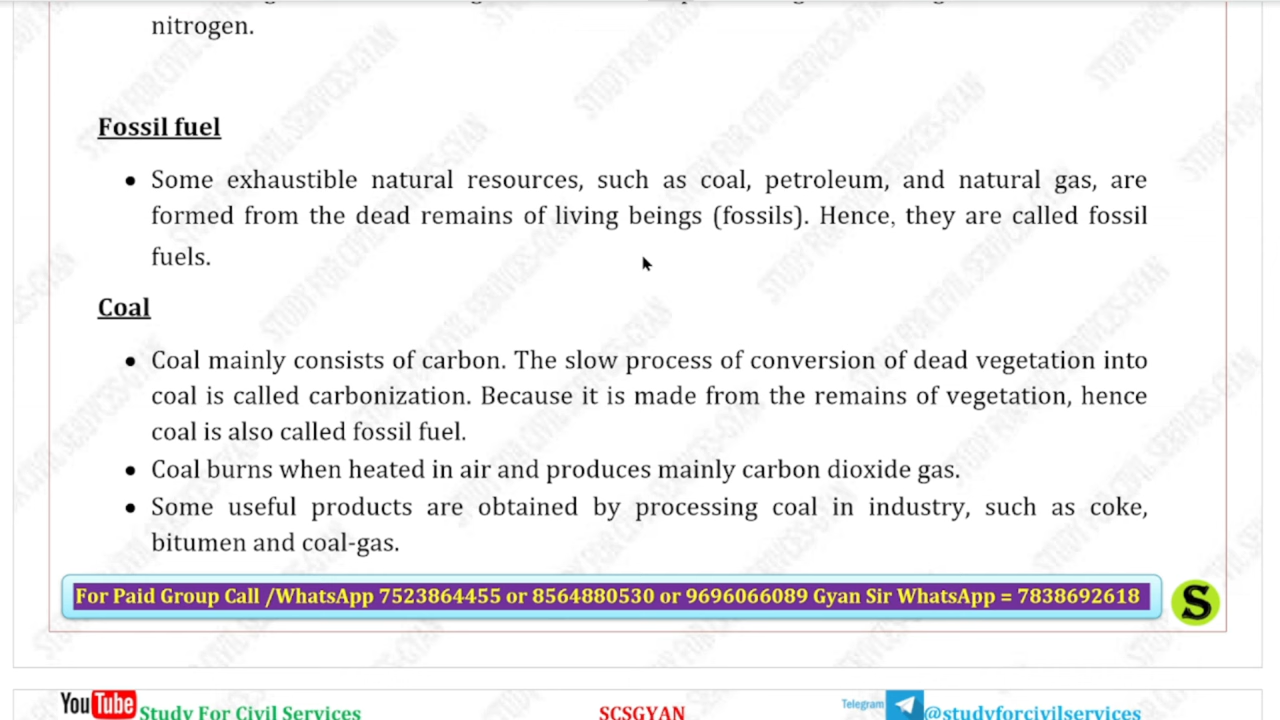 nitrogen.
Fossil fuel
• Some exhaustible natural resources, such as coal, petroleum, and natural gas, are
formed from the dead remains of living beings (fossils). Hence, they are called fossil
fuels.
Coal
• Coal mainly consists of carbon. The slow process of conversion of dead vegetation into
coal is called carbonization. Because it is made from the remains of vegetation, hence
coal is also called fossil fuel.
• Coal burns when heated in air and produces mainly carbon dioxide gas.
• Some useful products are obtained by processing coal in industry, such as coke,
bitumen and coal-gas.
For Paid Group Call /WhatsApp 7523864455 or 8564880530 or 9696066089 Gyan Sir WhatsApp = 7838692618
S
YouTube Study For Civil Services SCSGYAN Telegram @studyforcivilservices